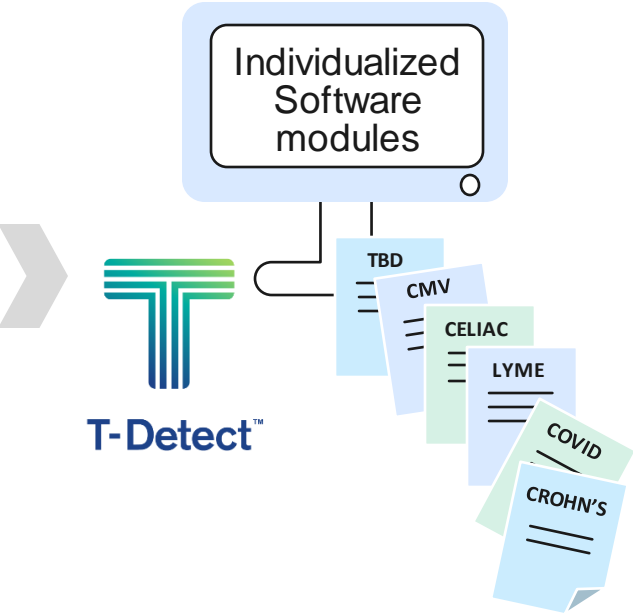 Individualized
Software
modules
TBD
CMV
CELIAC
LYME
COVID
CROHN'S
T-Detect™